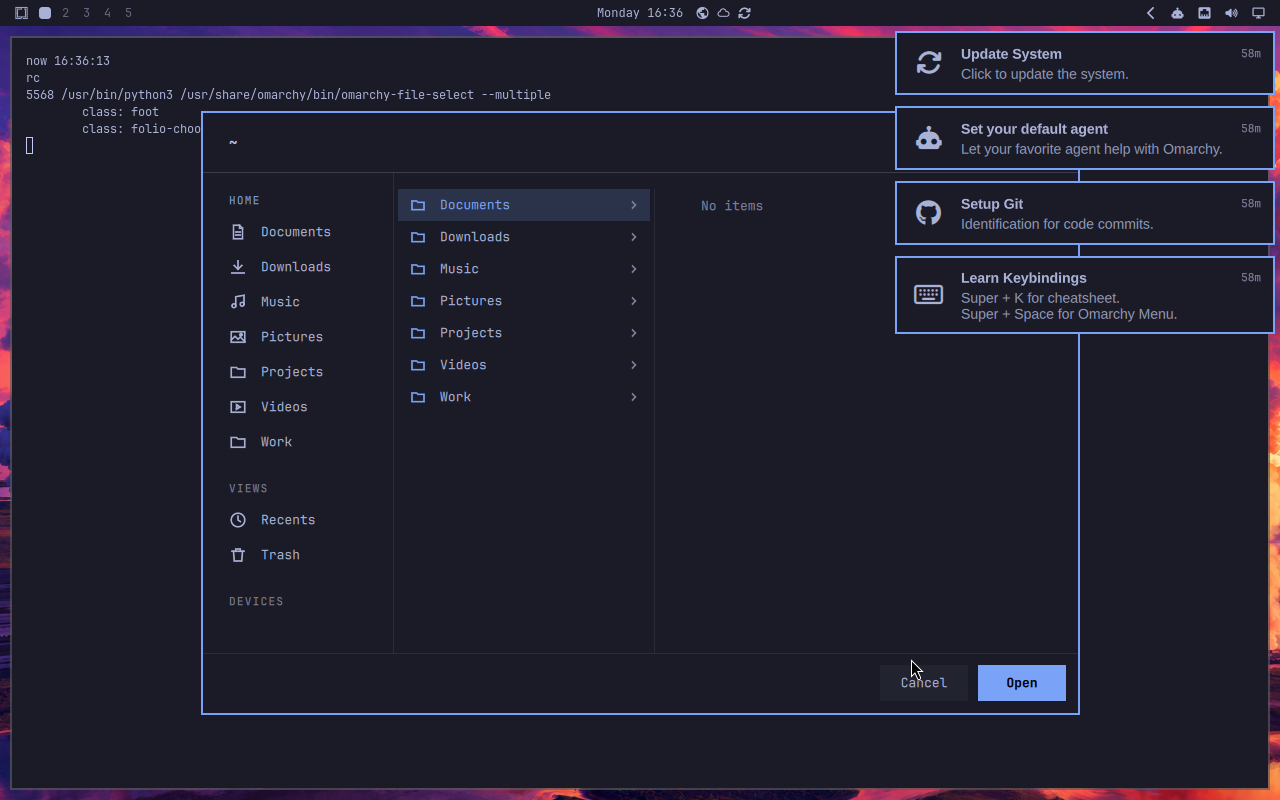 2 3 4 5
Monday 16:36
now 16:36:13
rc
5568 /usr/bin/python3 /usr/share/omarchy/bin/omarchy-file-select --multiple
class: foot
class: folio-choo
Update System 58m
Click to update the system.
Set your default agent 58m
Let your favorite agent help with Omarchy.
Setup Git 58m
Identification for code commits.
Learn Keybindings 58m
Super + K for cheatsheet.
Super + Space for Omarchy Menu.
~
HOME
Documents
Downloads
Music
Pictures
Projects
Videos
Work
VIEWS
Recents
Trash
DEVICES
Documents
Downloads
Music
Pictures
Projects
Videos
Work
No items
Cancel
Open